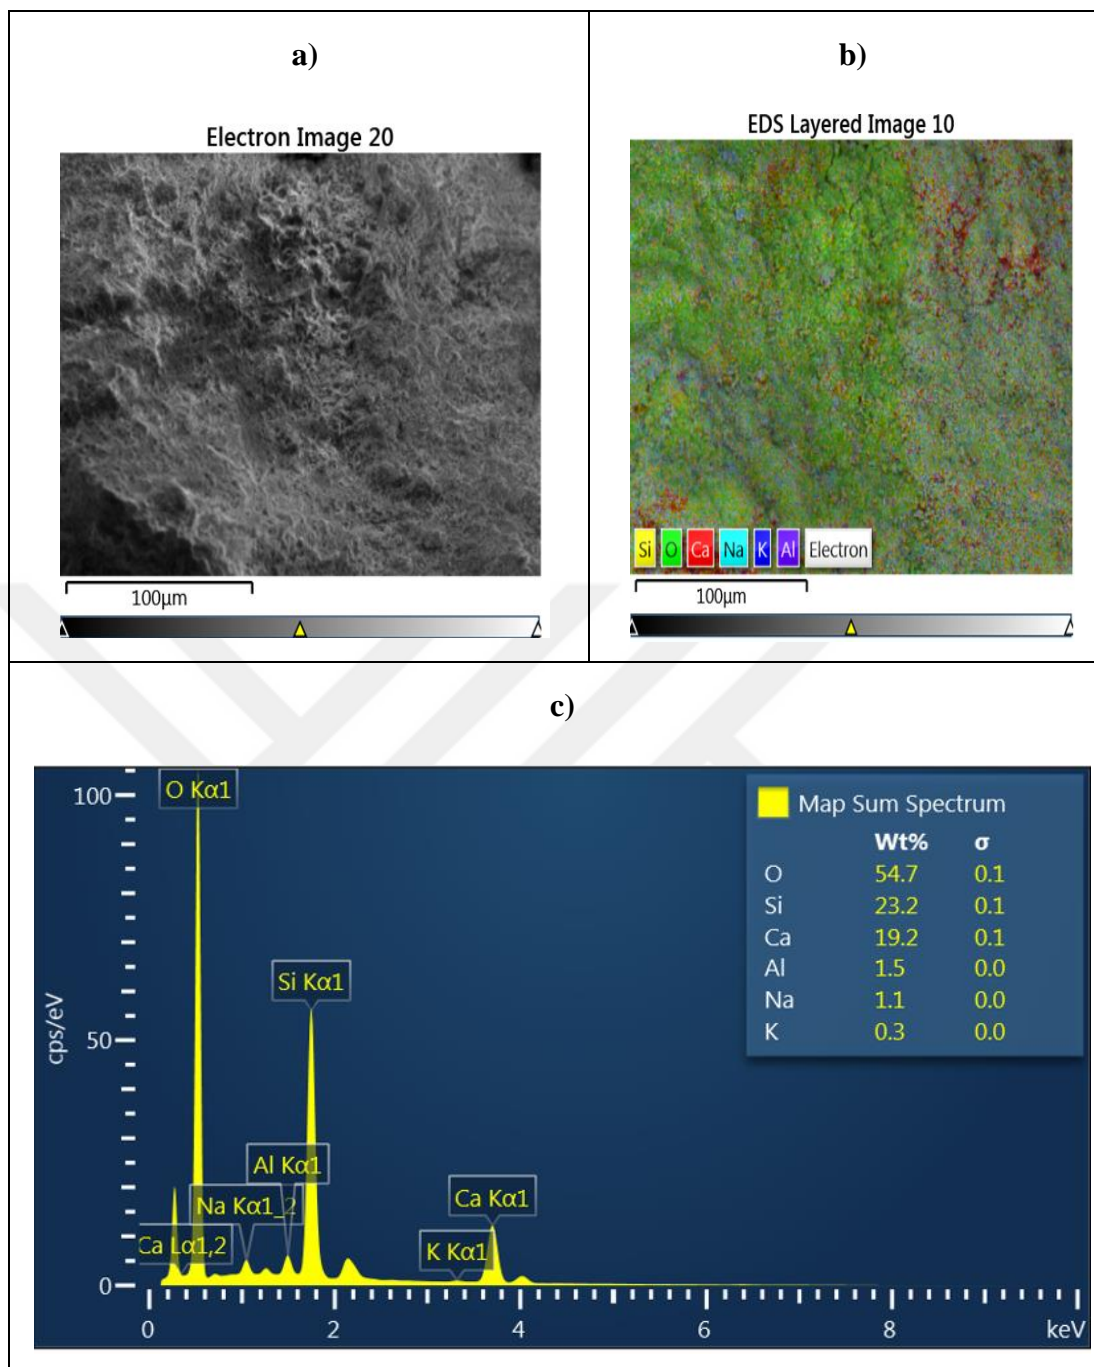 a)
Electron Image 20
100µm
b)
EDS Layered Image 10
Si O Ca Na K Al Electron
100µm
c)
cps/eV
100
50
0
O Kα1
Si Kα1
Al Kα1
Na Kα1_2
Ca Lα1,2
K Kα1
Ca Kα1
Map Sum Spectrum
Wt% σ
O 54.7 0.1
Si 23.2 0.1
Ca 19.2 0.1
Al 1.5 0.0
Na 1.1 0.0
K 0.3 0.0
0 2 4 6 8 keV